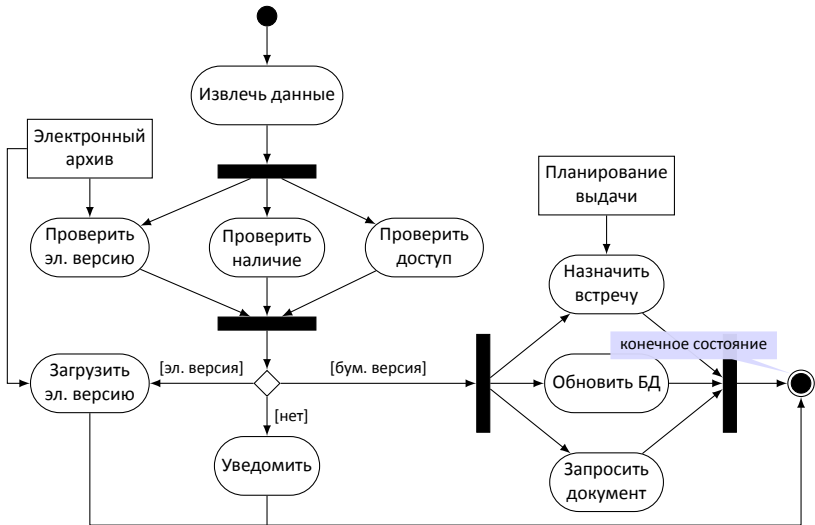 Извлечь данные
Электронный
архив
Планирование
выдачи
Проверить
эл. версию
Проверить
наличие
Проверить
доступ
Назначить
встречу
конечное состояние
[эл. версия]
[бум. версия]
Загрузить
эл. версию
Обновить БД
[нет]
Уведомить
Запросить
документ